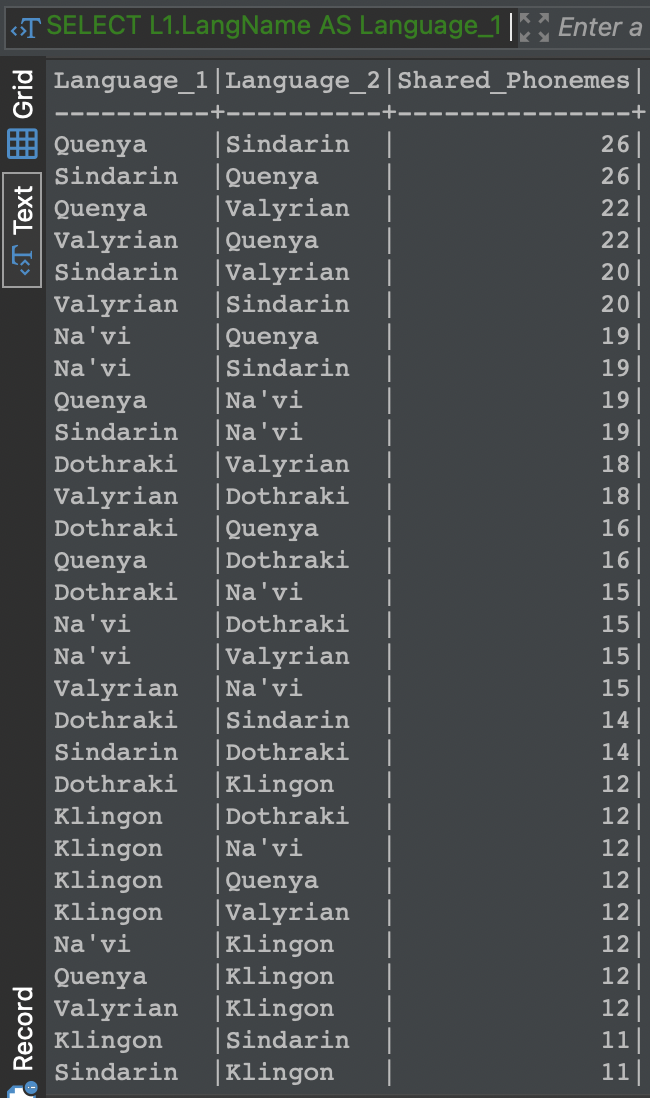 SELECT L1.LangName AS Language_1 Enter a
Grid
Text
Record
Language_1|Language_2|Shared_Phonemes|
----------+----------+---------------+
Quenya    |Sindarin  |             26|
Sindarin  |Quenya    |             26|
Quenya    |Valyrian  |             22|
Valyrian  |Quenya    |             22|
Sindarin  |Valyrian  |             20|
Valyrian  |Sindarin  |             20|
Na'vi     |Quenya    |             19|
Na'vi     |Sindarin  |             19|
Quenya    |Na'vi     |             19|
Sindarin  |Na'vi     |             19|
Dothraki  |Valyrian  |             18|
Valyrian  |Dothraki  |             18|
Dothraki  |Quenya    |             16|
Quenya    |Dothraki  |             16|
Dothraki  |Na'vi     |             15|
Na'vi     |Dothraki  |             15|
Na'vi     |Valyrian  |             15|
Valyrian  |Na'vi     |             15|
Dothraki  |Sindarin  |             14|
Sindarin  |Dothraki  |             14|
Dothraki  |Klingon   |             12|
Klingon   |Dothraki  |             12|
Klingon   |Na'vi     |             12|
Klingon   |Quenya    |             12|
Klingon   |Valyrian  |             12|
Na'vi     |Klingon   |             12|
Quenya    |Klingon   |             12|
Valyrian  |Klingon   |             12|
Klingon   |Sindarin  |             11|
Sindarin  |Klingon   |             11|